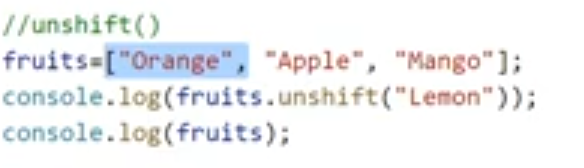 //unshift()
fruits=["Orange", "Apple", "Mango"];
console.log(fruits.unshift("Lemon"));
console.log(fruits);